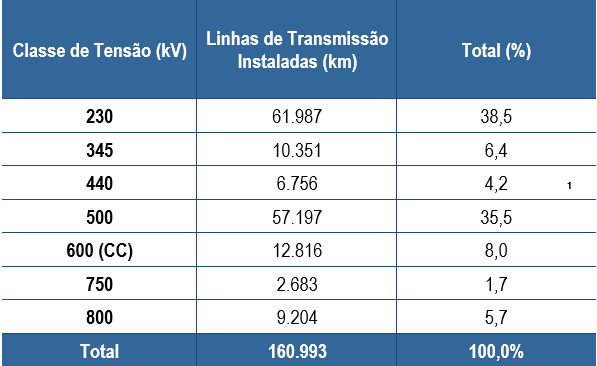 Classe de Tensão (kV) Linhas de Transmissão Instaladas (km) Total (%)
230 61.987 38,5
345 10.351 6,4
440 6.756 4,2 1
500 57.197 35,5
600 (CC) 12.816 8,0
750 2.683 1,7
800 9.204 5,7
Total 160.993 100,0%